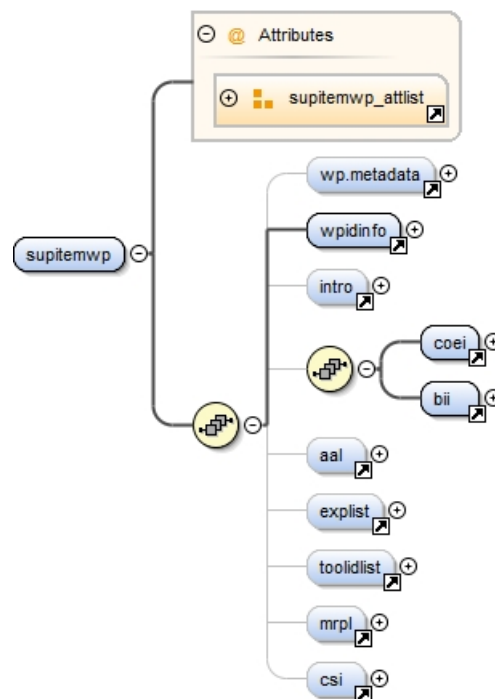 @ Attributes
supitemwp_attlist
wp.metadata
wpidinfo
supitemwp
intro
coei
bii
aal
explist
toolidlist
mrpl
csi